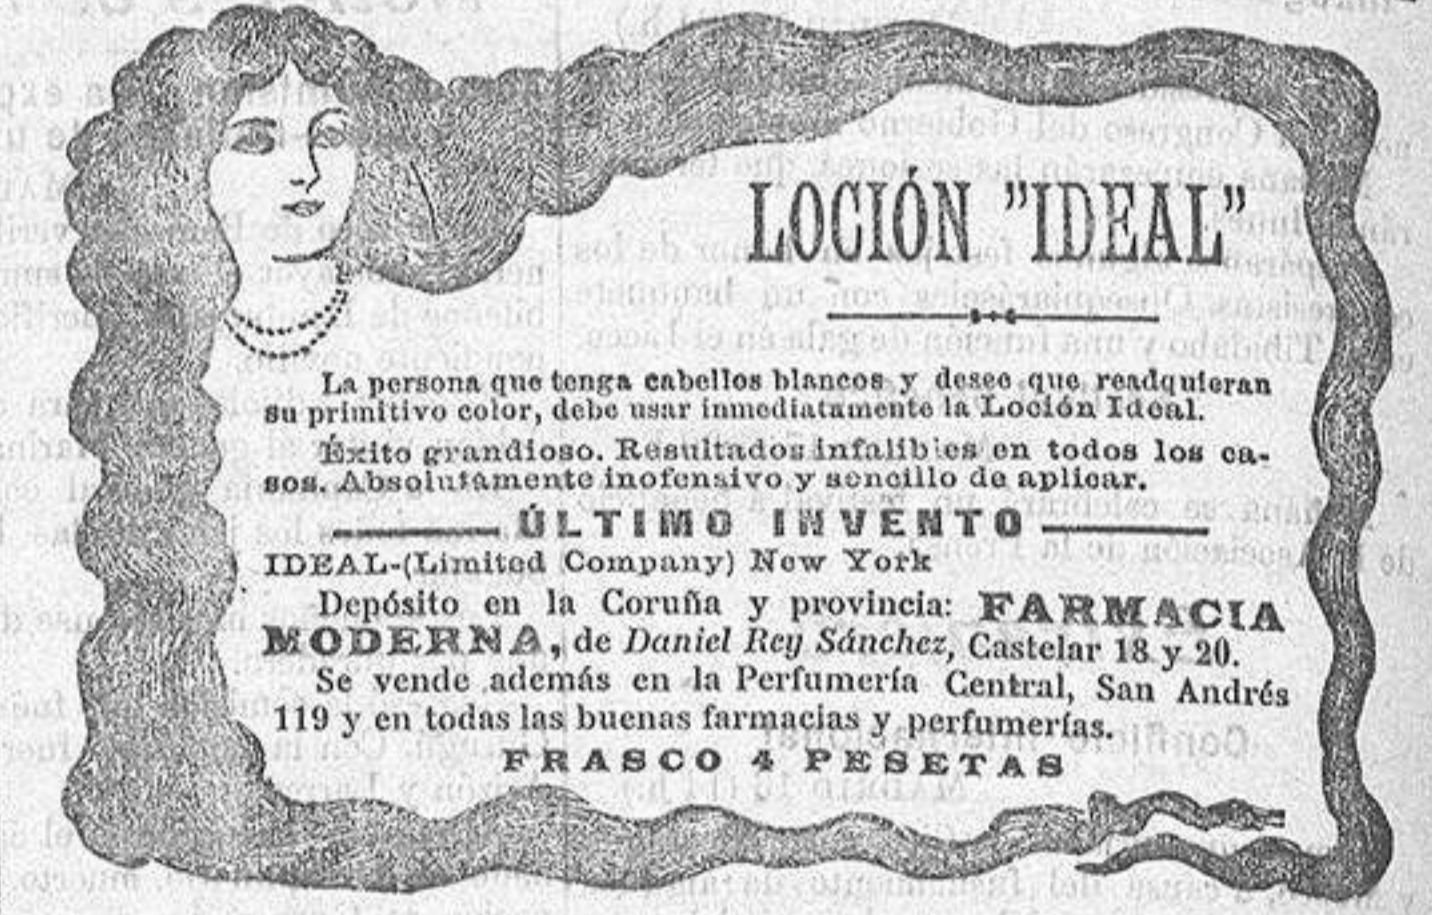 LOCIÓN "IDEAL"
La persona que tenga cabellos blancos y desee que readquieran
su primitivo color, debe usar inmediatamente la Loción Ideal.
Éxito grandioso. Resultados infalibles en todos los ca-
sos. Absolutamente inofensivo y sencillo de aplicar.
ÚLTIMO INVENTO
IDEAL-(Limited Company) New York
Depósito en la Coruña y provincia: FARMACIA
MODERNA, de Daniel Rey Sánchez, Castelar 18 y 20.
Se vende además en la Perfumería Central, San Andrés
119 y en todas las buenas farmacias y perfumerías.
FRASCO 4 PESETAS